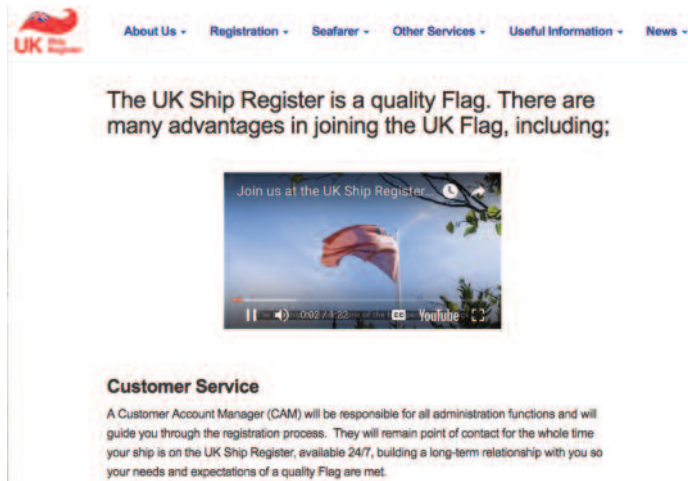 UK Ship Register
About Us Registration Seafarer Other Services Useful Information News
The UK Ship Register is a quality Flag. There are
many advantages in joining the UK Flag, including;
Join us at the UK Ship Register...
0:02 / 1:22 CC YouTube
Customer Service
A Customer Account Manager (CAM) will be responsible for all administration functions and will
guide you through the registration process. They will remain point of contact for the whole time
your ship is on the UK Ship Register, available 24/7, building a long-term relationship with you so
your needs and expectations of a quality Flag are met.